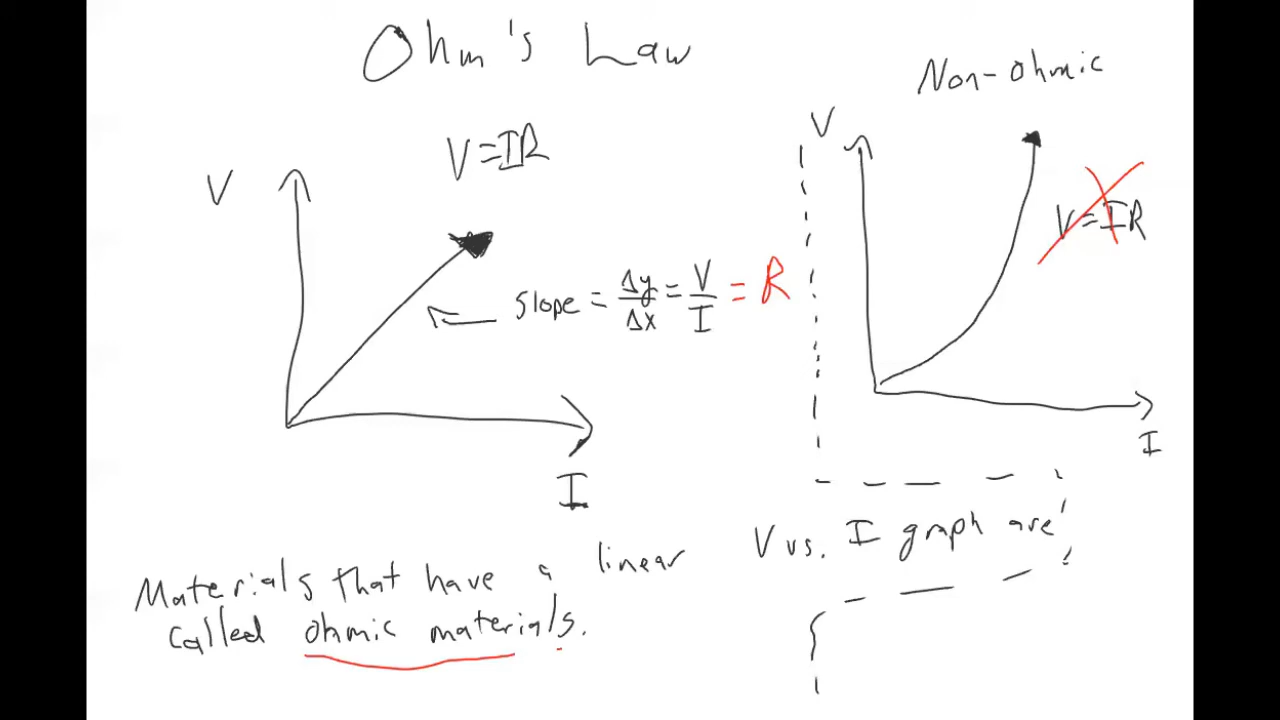 Ohm's Law
V=IR
V
Slope = Δy/Δx = V/I = R
I
Non-ohmic
V
V=IR
I
Materials that have a linear V vs. I graph are
called ohmic materials.